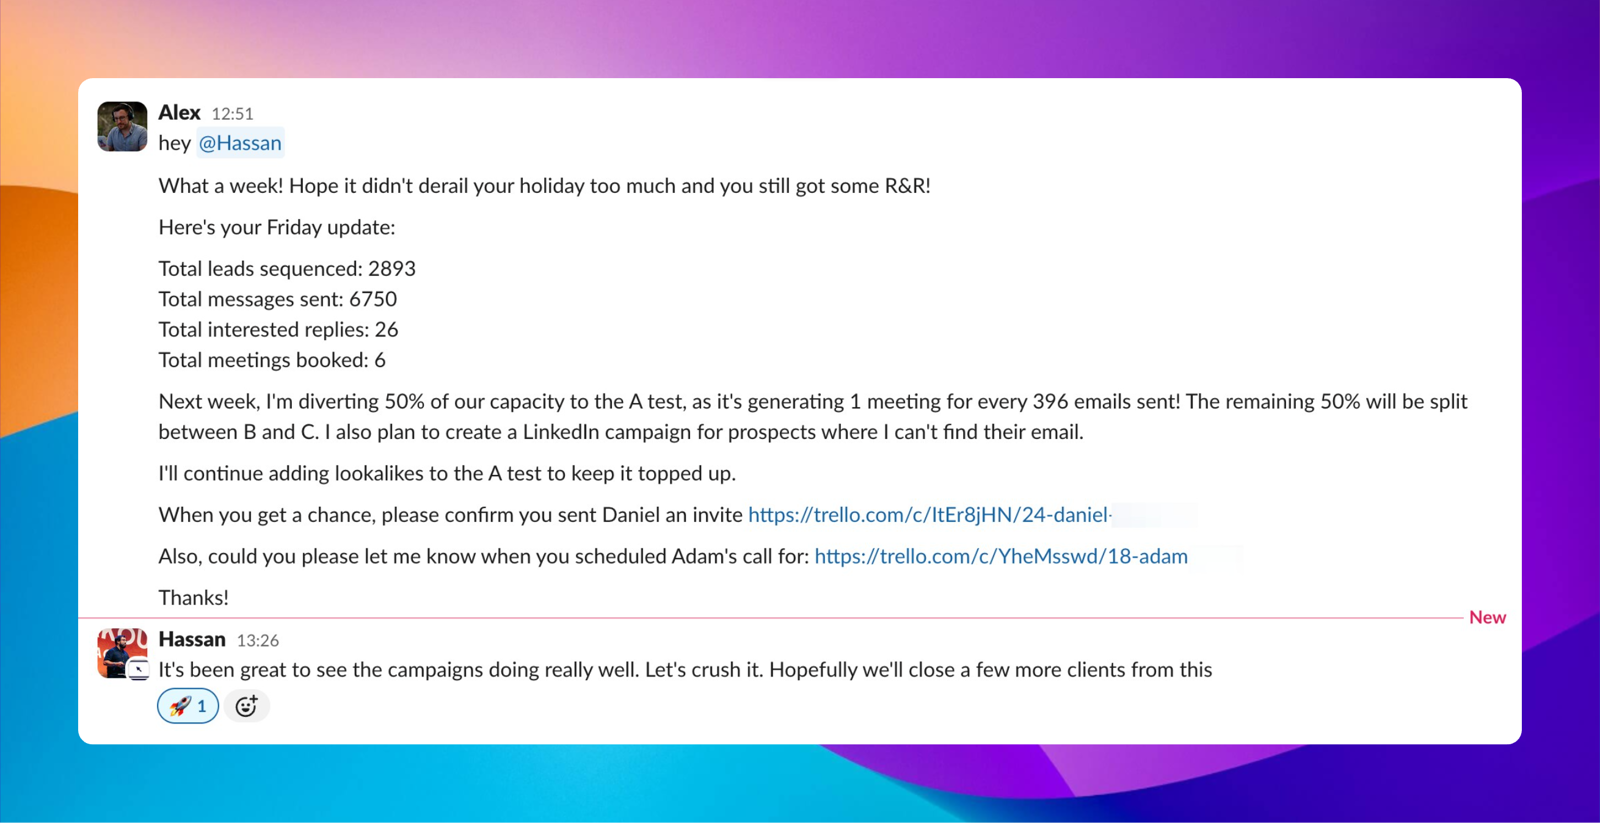 Alex 12:51
hey @Hassan
What a week! Hope it didn't derail your holiday too much and you still got some R&R!
Here's your Friday update:
Total leads sequenced: 2893
Total messages sent: 6750
Total interested replies: 26
Total meetings booked: 6
Next week, I'm diverting 50% of our capacity to the A test, as it's generating 1 meeting for every 396 emails sent! The remaining 50% will be split
between B and C. I also plan to create a LinkedIn campaign for prospects where I can't find their email.
I'll continue adding lookalikes to the A test to keep it topped up.
When you get a chance, please confirm you sent Daniel an invite https://trello.com/c/ItEr8jHN/24-daniel-
Also, could you please let me know when you scheduled Adam's call for: https://trello.com/c/YheMsswd/18-adam
Thanks!
New
Hassan 13:26
It's been great to see the campaigns doing really well. Let's crush it. Hopefully we'll close a few more clients from this
🚀 1